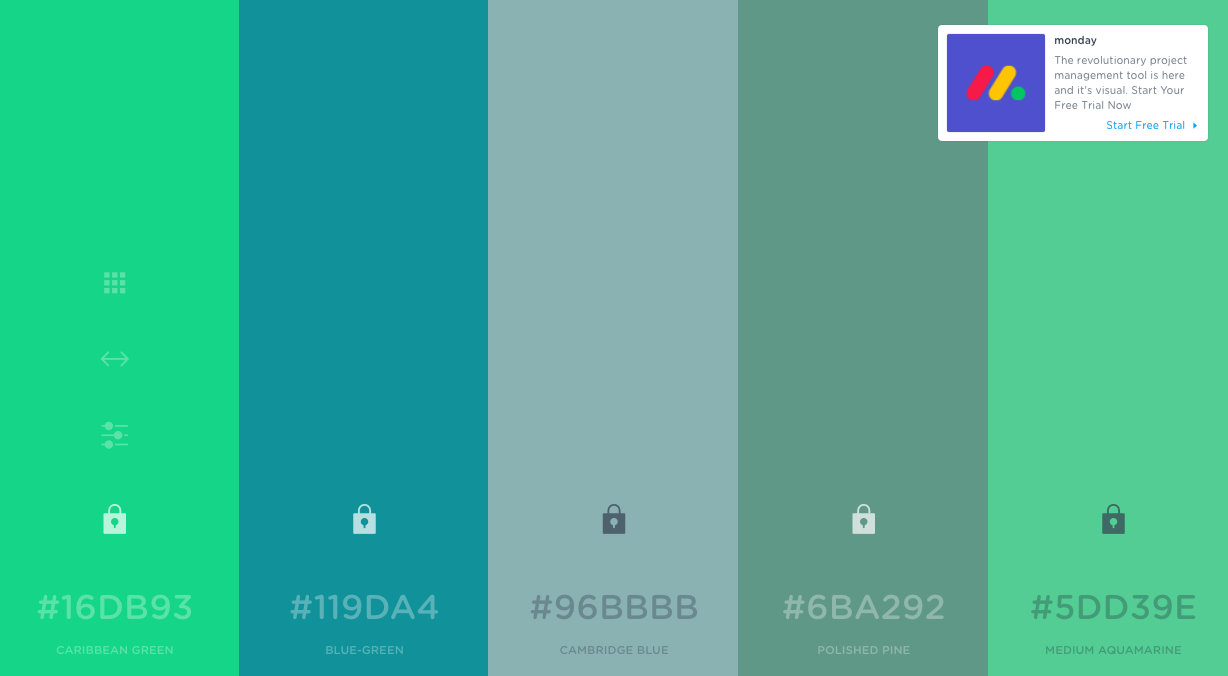 monday
The revolutionary project
management tool is here
and it's visual. Start Your
Free Trial Now
Start Free Trial
#16DB93
CARIBBEAN GREEN
#119DA4
BLUE-GREEN
#96BBBB
CAMBRIDGE BLUE
#6BA292
POLISHED PINE
#5DD39E
MEDIUM AQUAMARINE